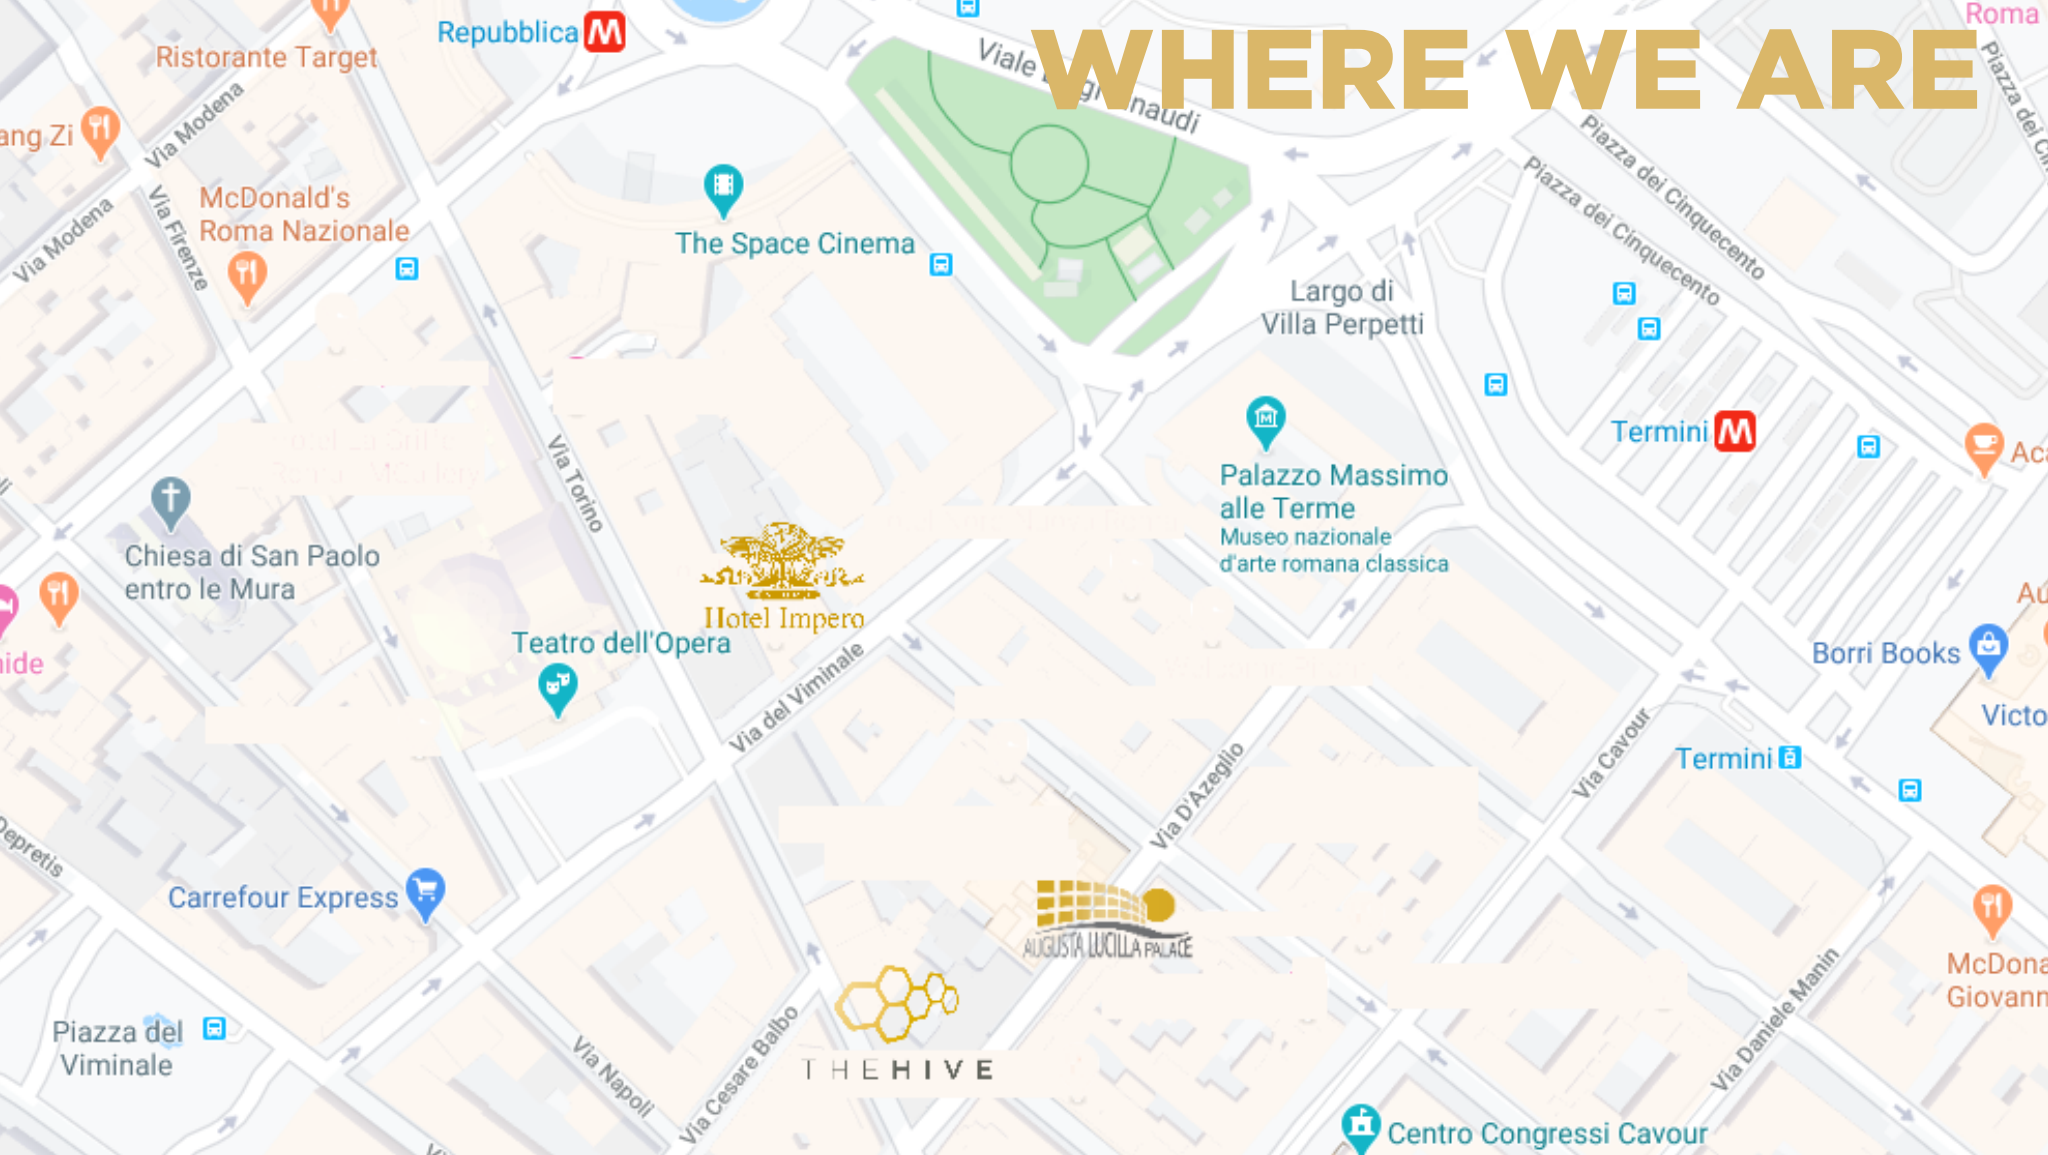 WHERE WE ARE
Roma
Repubblica
Ristorante Target
Viale
naudi
Piazza dei
Via Modena
ang Zi
Piazza dei Cinquecento
Piazza dei Cinquecento
McDonald's
Roma Nazionale
Via Firenze
Via Modena
The Space Cinema
Largo di
Villa Perpetti
Termini
Via Torino
Palazzo Massimo
alle Terme
Museo nazionale
d'arte romana classica
Chiesa di San Paolo
entro le Mura
Hotel Impero
Teatro dell'Opera
Borri Books
Via del Viminale
Victo
Via Cavour
Termini
Via D'Azeglio
Depretis
Carrefour Express
AUGUSTA LUCILLA PALACE
McDona
Giovann
Piazza del
Viminale
THEHIVE
Via Daniele Manin
Via Napoli
Via Cesare Balbo
Centro Congressi Cavour